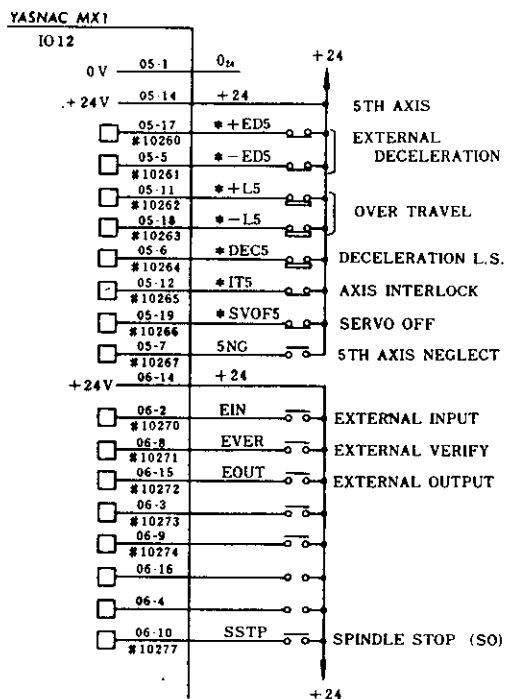 YASNAC MX1
IO12
+24
0V 05-1 0₂₄
+24V 05-14 +24 5TH AXIS
05-17 *+ED5 EXTERNAL
#10260 DECELERATION
05-5 *-ED5
#10261
05-11 *+L5
#10262 OVER TRAVEL
05-18 *-L5
#10263
05-6 *DEC5 DECELERATION L.S.
#10264
05-12 *IT5 AXIS INTERLOCK
#10265
05-19 *SVOF5 SERVO OFF
#10266
05-7 5NG 5TH AXIS NEGLECT
#10267
+24V 06-14 +24
06-2 EIN EXTERNAL INPUT
#10270
06-8 EVER EXTERNAL VERIFY
#10271
06-15 EOUT EXTERNAL OUTPUT
#10272
06-3
#10273
06-9
#10274
06-16
06-4
06-10 SSTP SPINDLE STOP (SO)
#10277
+24